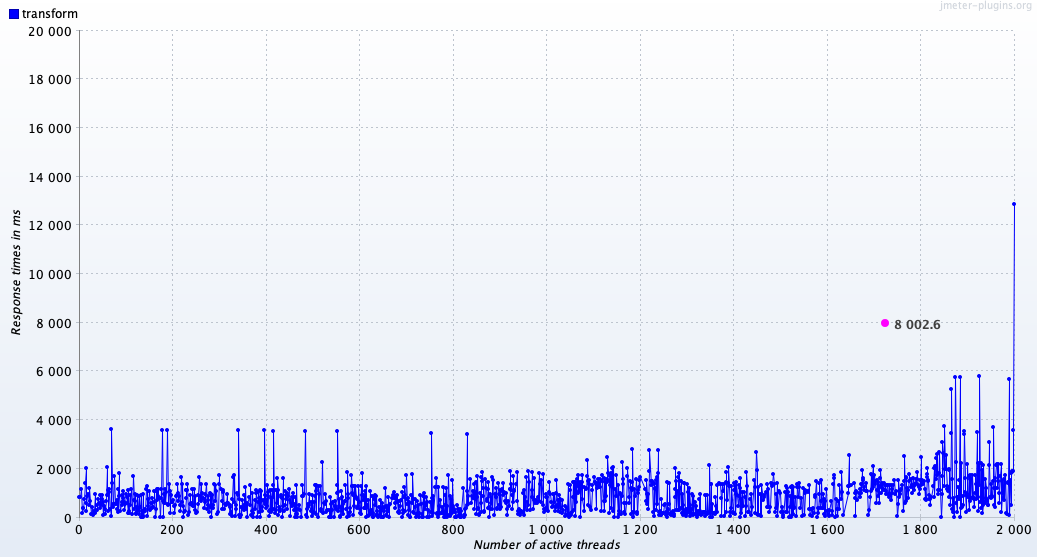 jmeter-plugins.org
transform
20 000
18 000
16 000
14 000
12 000
10 000
8 000
6 000
4 000
2 000
0
Response times in ms
8 002.6
0 200 400 600 800 1 000 1 200 1 400 1 600 1 800 2 000
Number of active threads